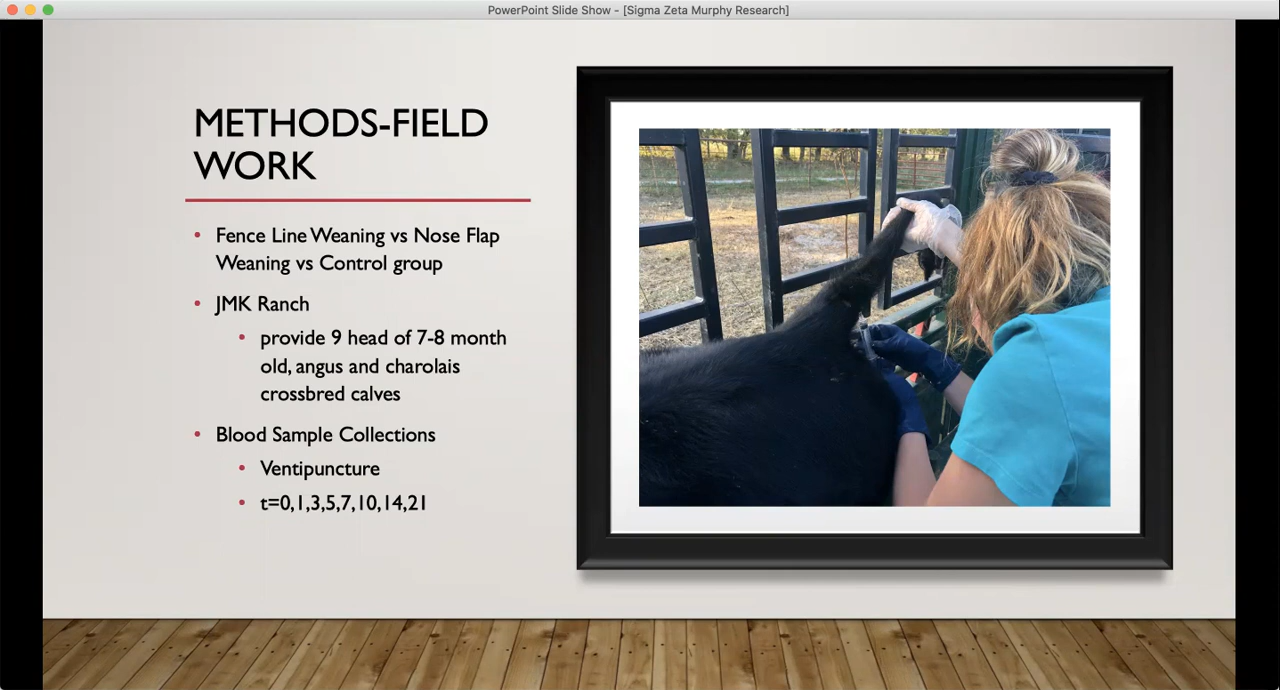 PowerPoint Slide Show - [Sigma Zeta Murphy Research]
METHODS-FIELD
WORK
• Fence Line Weaning vs Nose Flap
Weaning vs Control group
• JMK Ranch
• provide 9 head of 7-8 month
old, angus and charolais
crossbred calves
• Blood Sample Collections
• Ventipuncture
• t=0,1,3,5,7,10,14,21